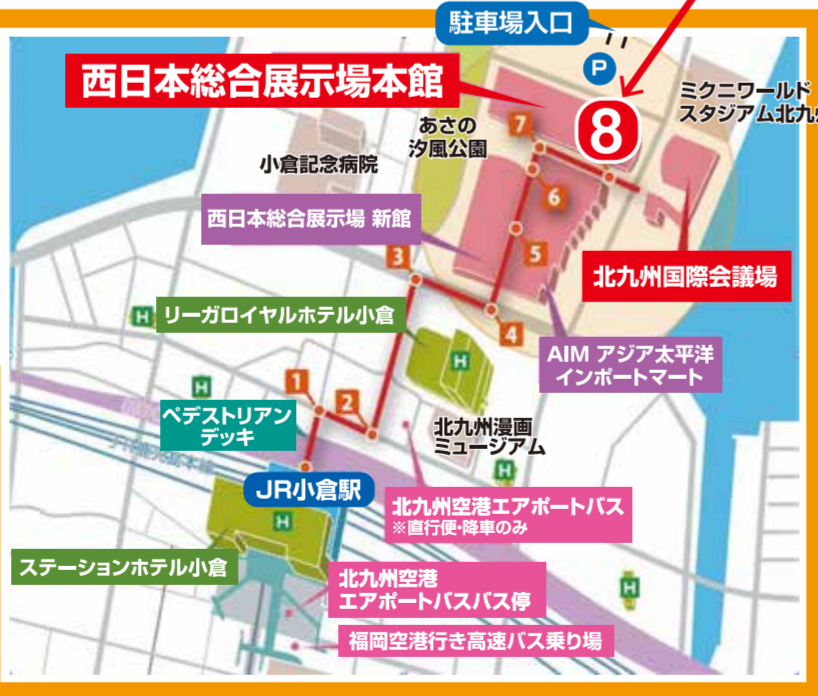 駐車場入口
P
西日本総合展示場本館
ミクニワールド
スタジアム北九
8
7
あさの
汐風公園
小倉記念病院
6
西日本総合展示場 新館
5
3
北九州国際会議場
リーガロイヤルホテル小倉
H
4
H
AIM アジア太平洋
インポートマート
H
1
2
ペデストリアン
デッキ
北九州漫画
ミュージアム
H
JR小倉駅
北九州空港エアポートバス
※直行便・降車のみ
H
ステーションホテル小倉
北九州空港
エアポートバスバス停
H
福岡空港行き高速バス乗り場